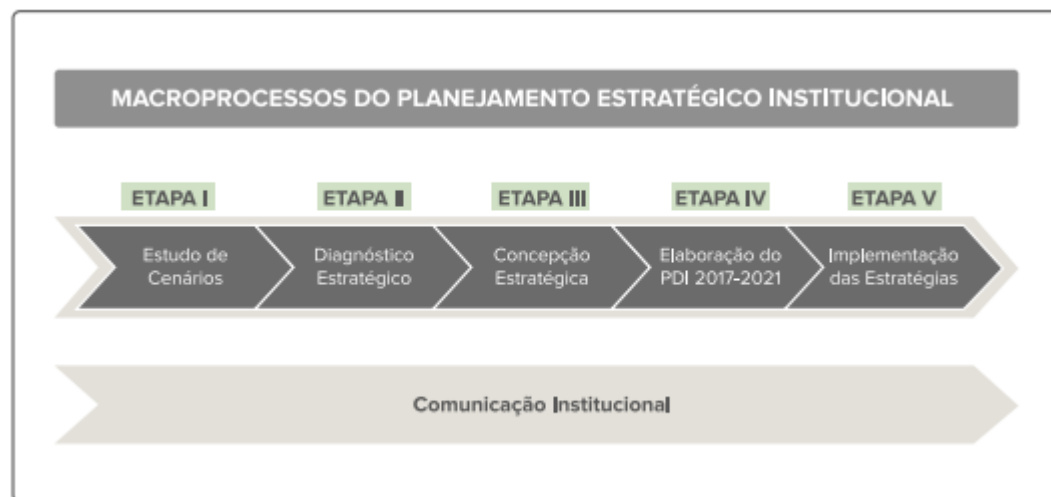 MACROPROCESSOS DO PLANEJAMENTO ESTRATÉGICO INSTITUCIONAL
ETAPA I
ETAPA II
ETAPA III
ETAPA IV
ETAPA V
Estudo de
Cenários
Diagnóstico
Estratégico
Concepção
Estratégica
Elaboração do
PDI 2017-2021
Implementação
das Estratégias
Comunicação Institucional